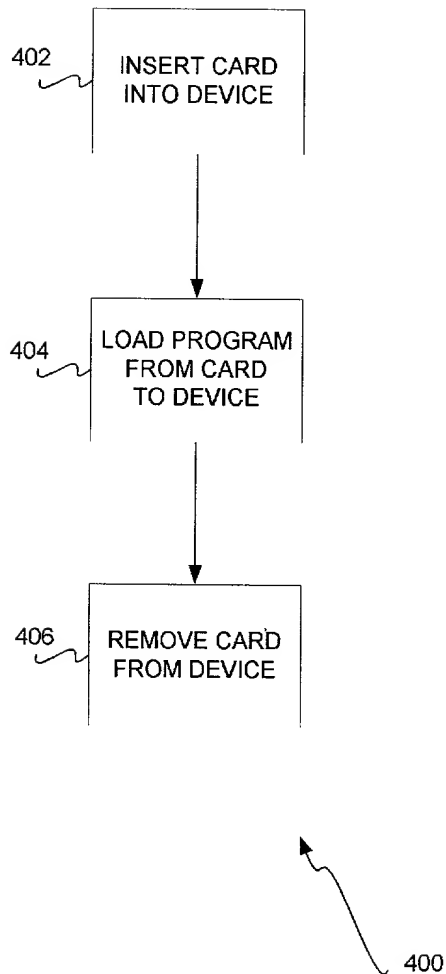 402
INSERT CARD
INTO DEVICE
404
LOAD PROGRAM
FROM CARD
TO DEVICE
406
REMOVE CARD
FROM DEVICE
400